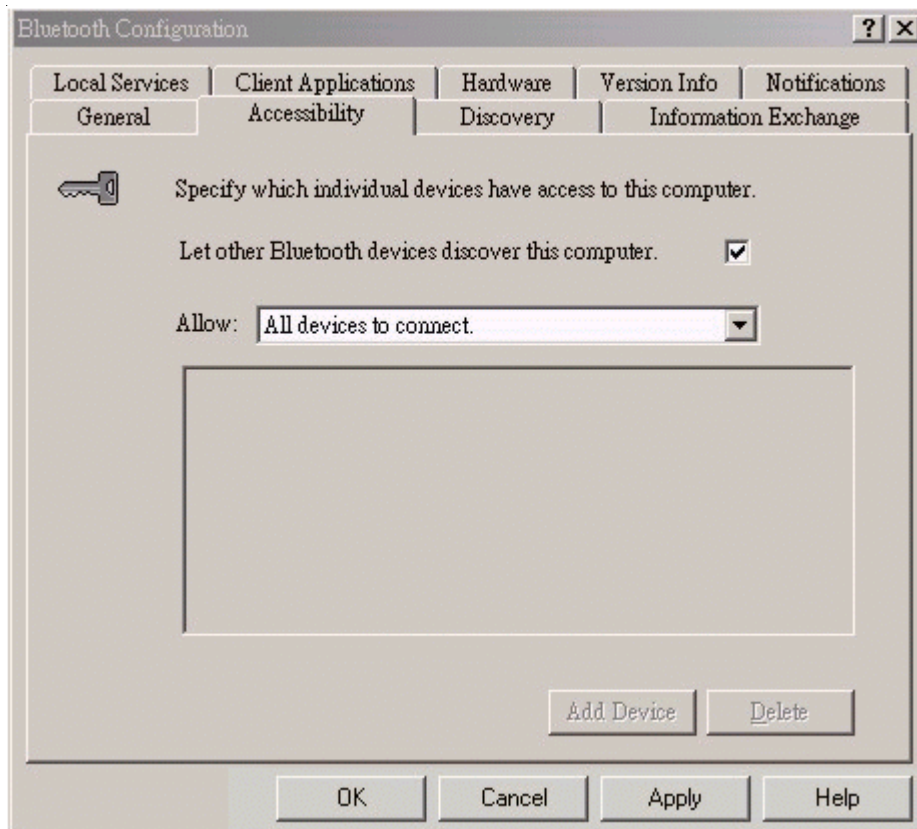 Bluetooth Configuration
Local Services Client Applications Hardware Version Info Notifications
General Accessibility Discovery Information Exchange
Specify which individual devices have access to this computer.
Let other Bluetooth devices discover this computer.
Allow: All devices to connect.
Add Device Delete
OK Cancel Apply Help